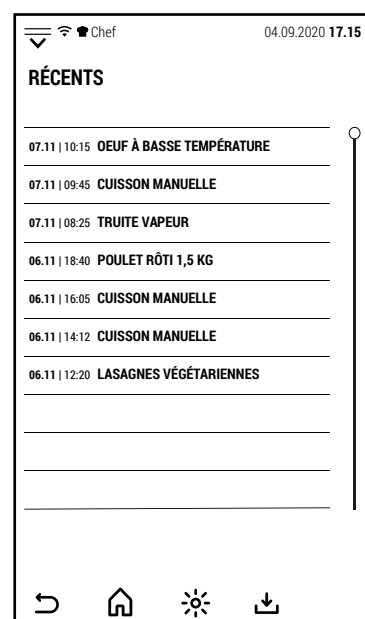 Chef 04.09.2020 17.15
RÉCENTS
07.11 | 10:15 OEUF À BASSE TEMPÉRATURE
07.11 | 09:45 CUISSON MANUELLE
07.11 | 08:25 TRUITE VAPEUR
06.11 | 18:40 POULET RÔTI 1,5 KG
06.11 | 16:05 CUISSON MANUELLE
06.11 | 14:12 CUISSON MANUELLE
06.11 | 12:20 LASAGNES VÉGÉTARIENNES